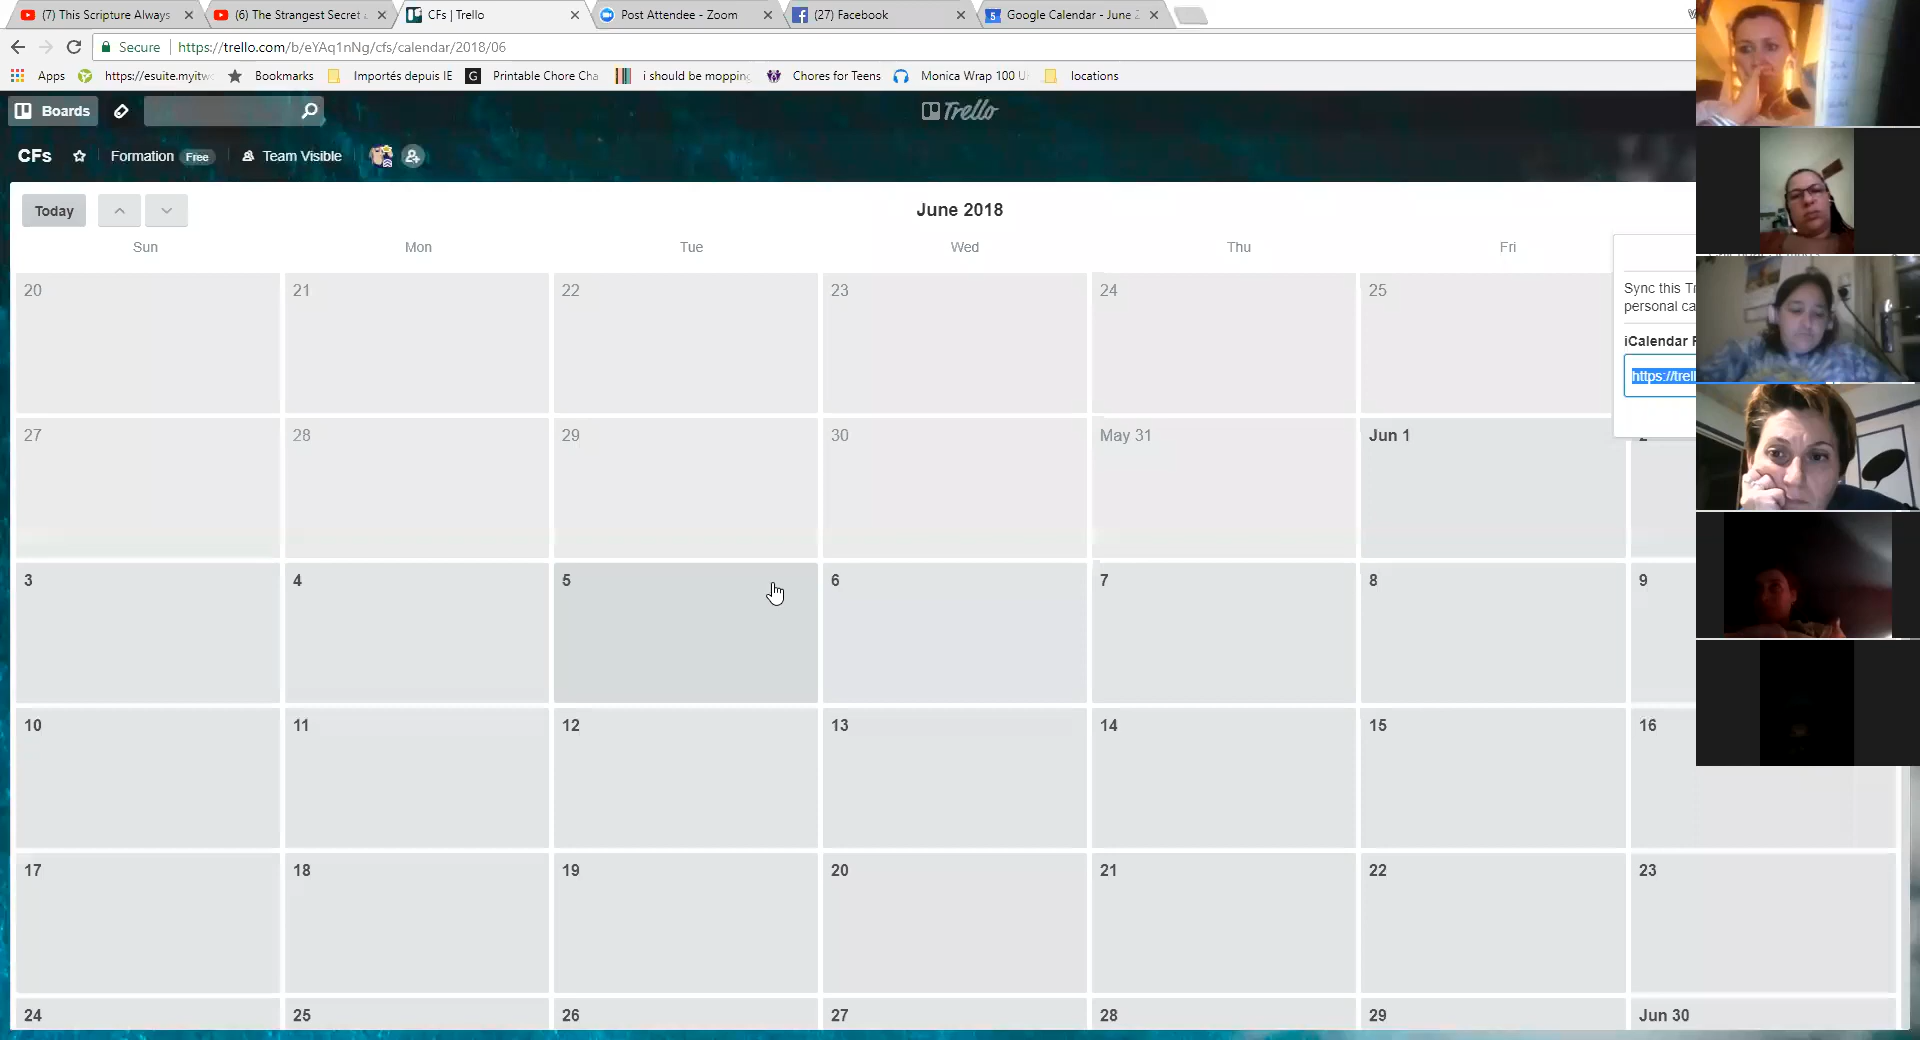 (7) This Scripture Always
(6) The Strangest Secret
CFs | Trello
Post Attendee - Zoom
(27) Facebook
Google Calendar - June
Secure https://trello.com/b/eYAq1nNg/cfs/calendar/2018/06
Apps https://esuite.myitw Bookmarks Importés depuis IE Printable Chore Cha i should be mopping Chores for Teens Monica Wrap 100 U locations
Boards
Trello
CFs Formation Free Team Visible
Today
June 2018
Sun Mon Tue Wed Thu Fri
20 21 22 23 24 25
Sync this Tr
personal ca
iCalendar F
https://trell
27 28 29 30 May 31 Jun 1
3 4 5 6 7 8 9
10 11 12 13 14 15 16
17 18 19 20 21 22 23
24 25 26 27 28 29 Jun 30